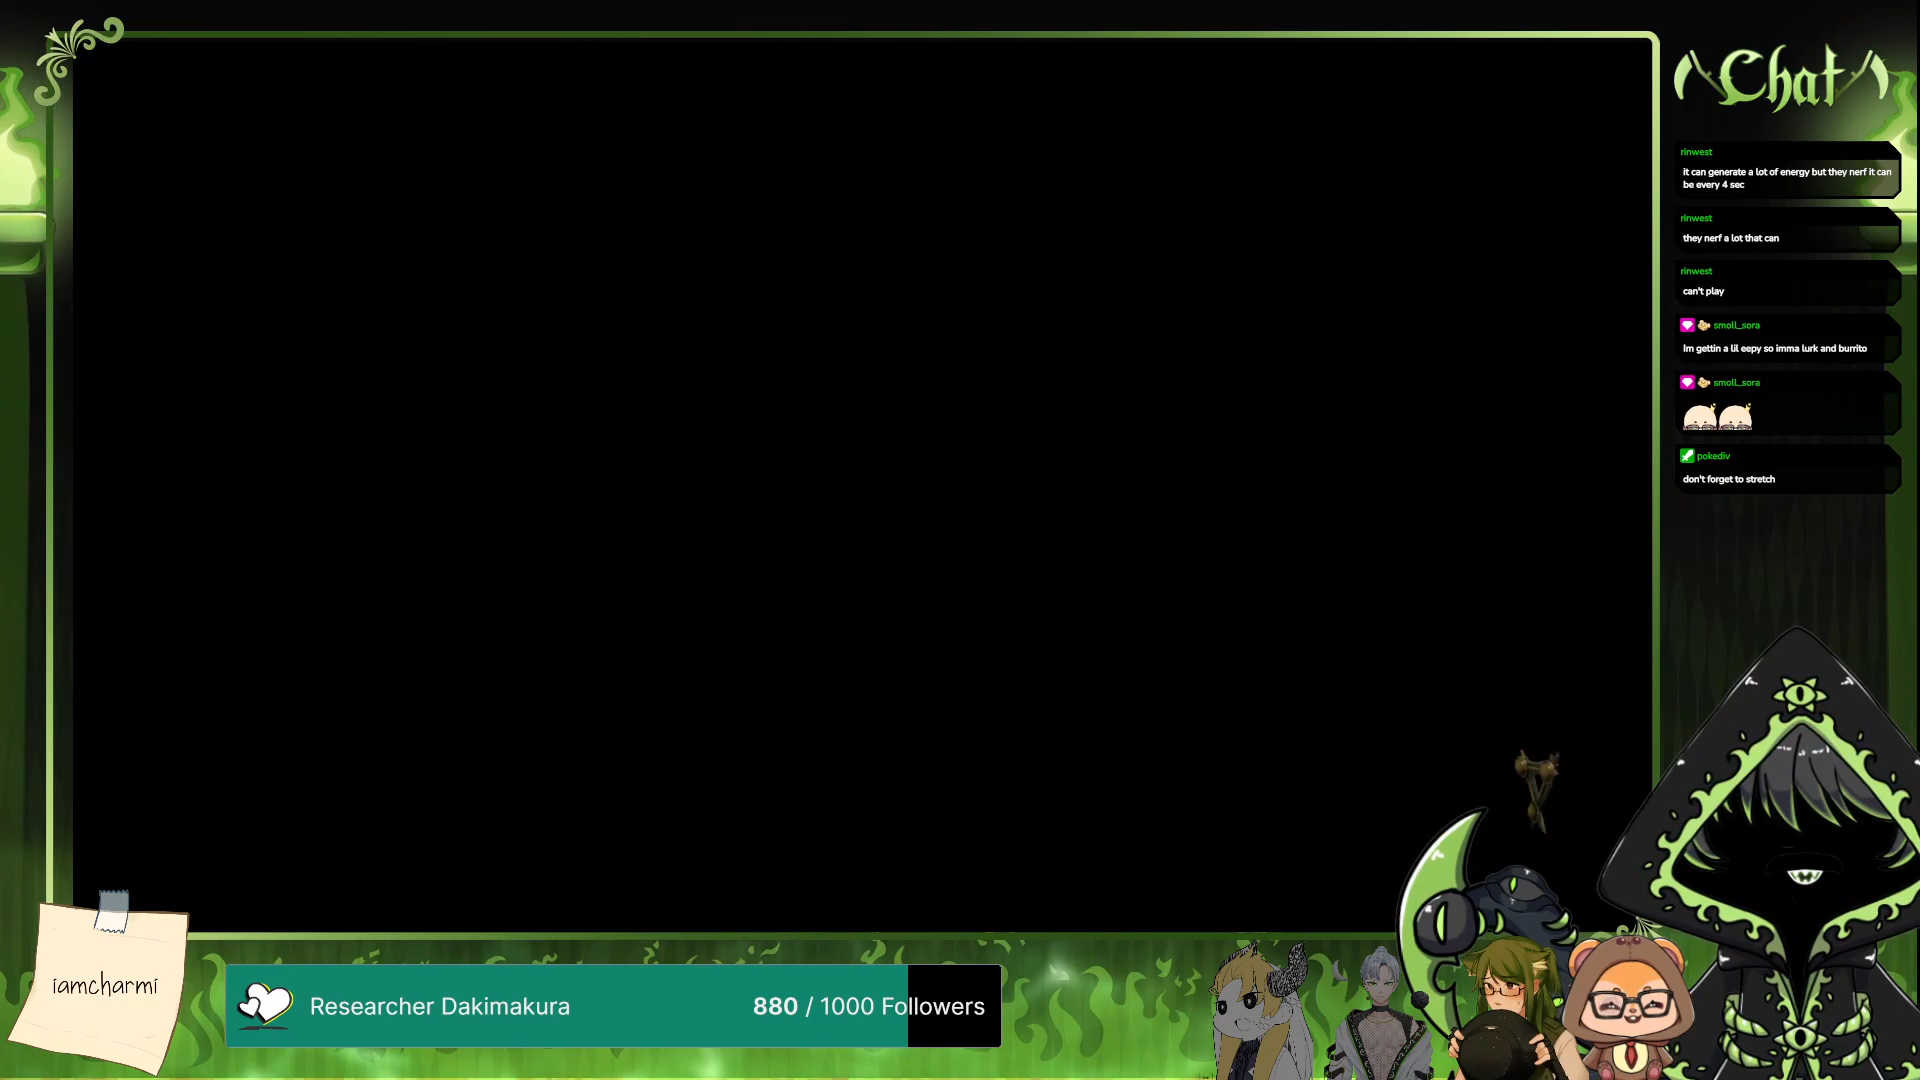 Chat
rinwest
it can generate a lot of energy but they nerf it can
be every 4 sec
rinwest
they nerf a lot that can
rinwest
can't play
smoll_sora
Im gettin a lil eepy so imma lurk and burrito
smoll_sora
pokediv
don't forget to stretch
iamcharmi
Researcher Dakimakura
880 / 1000 Followers